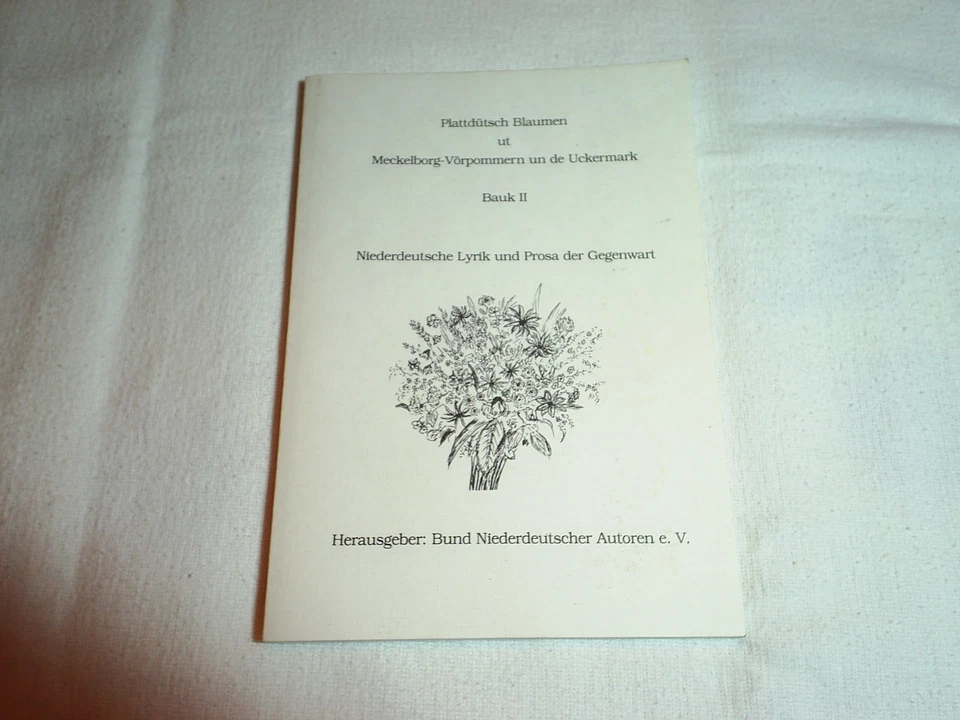 Plattdütsch Blaumen
ut
Meckelborg-Vörpommern un de Uckermark
Bauk II
Niederdeutsche Lyrik und Prosa der Gegenwart
Herausgeber: Bund Niederdeutscher Autoren e. V.